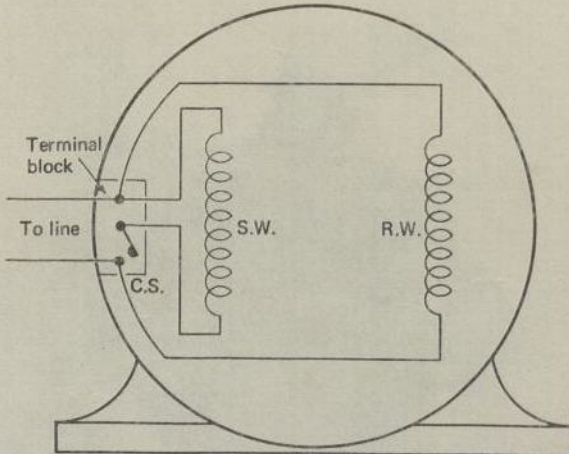 Terminal
block
To line
C.S.
S.W.
R.W.